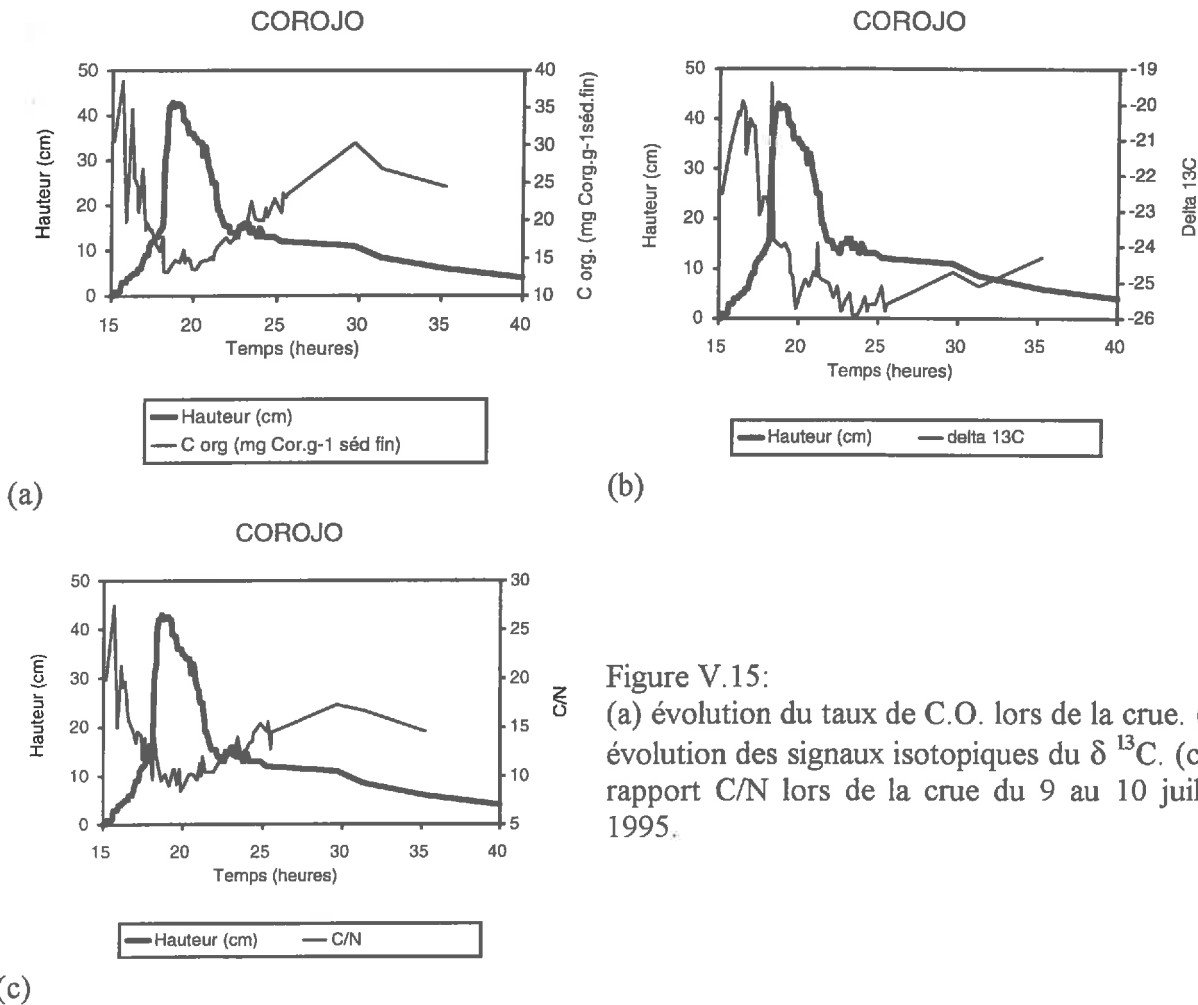 COROJO
50
40
30
20
10
0
Hauteur (cm)
40
35
30
25
20
15
10
C org. (mg Corg.g-1séd.fin)
15 20 25 30 35 40
Temps (heures)
Hauteur (cm)
C org (mg Cor.g-1 séd fin)
(a)
COROJO
50
40
30
20
10
0
Hauteur (cm)
-19
-20
-21
-22
-23
-24
-25
-26
Delta 13C
15 20 25 30 35 40
Temps (heures)
Hauteur (cm) delta 13C
(b)
COROJO
50
40
30
20
10
0
Hauteur (cm)
30
25
20
15
10
5
C/N
15 20 25 30 35 40
Temps (heures)
Hauteur (cm) C/N
(c)
Figure V.15:
(a) évolution du taux de C.O. lors de la crue. (
évolution des signaux isotopiques du δ ¹³C. (c
rapport C/N lors de la crue du 9 au 10 juil
1995.